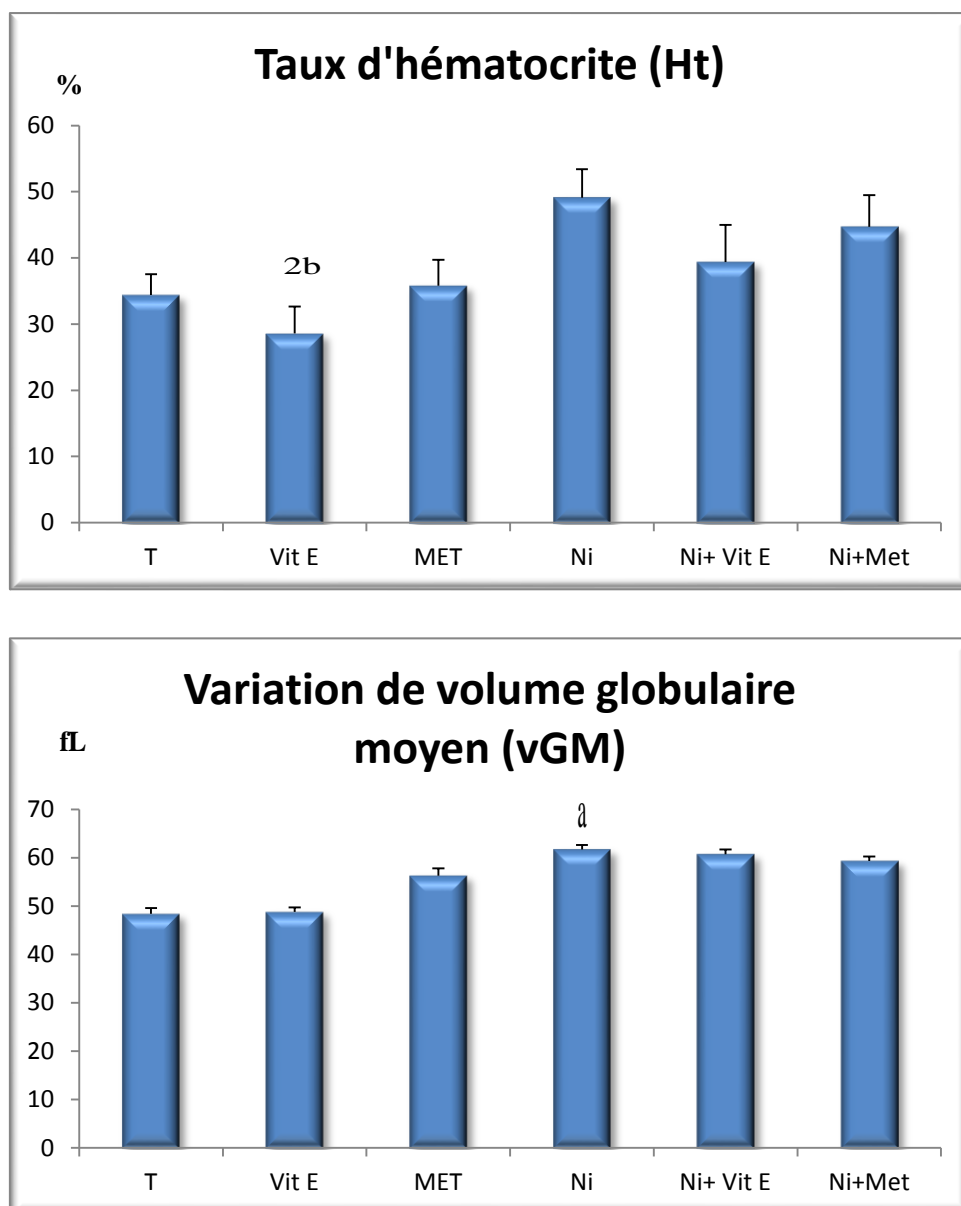 Taux d'hématocrite (Ht)
%
60
50
40
30
20
10
0
2b
T Vit E MET Ni Ni+ Vit E Ni+Met
Variation de volume globulaire
moyen (vGM)
fL
70
60
50
40
30
20
10
0
a
T Vit E MET Ni Ni+ Vit E Ni+Met